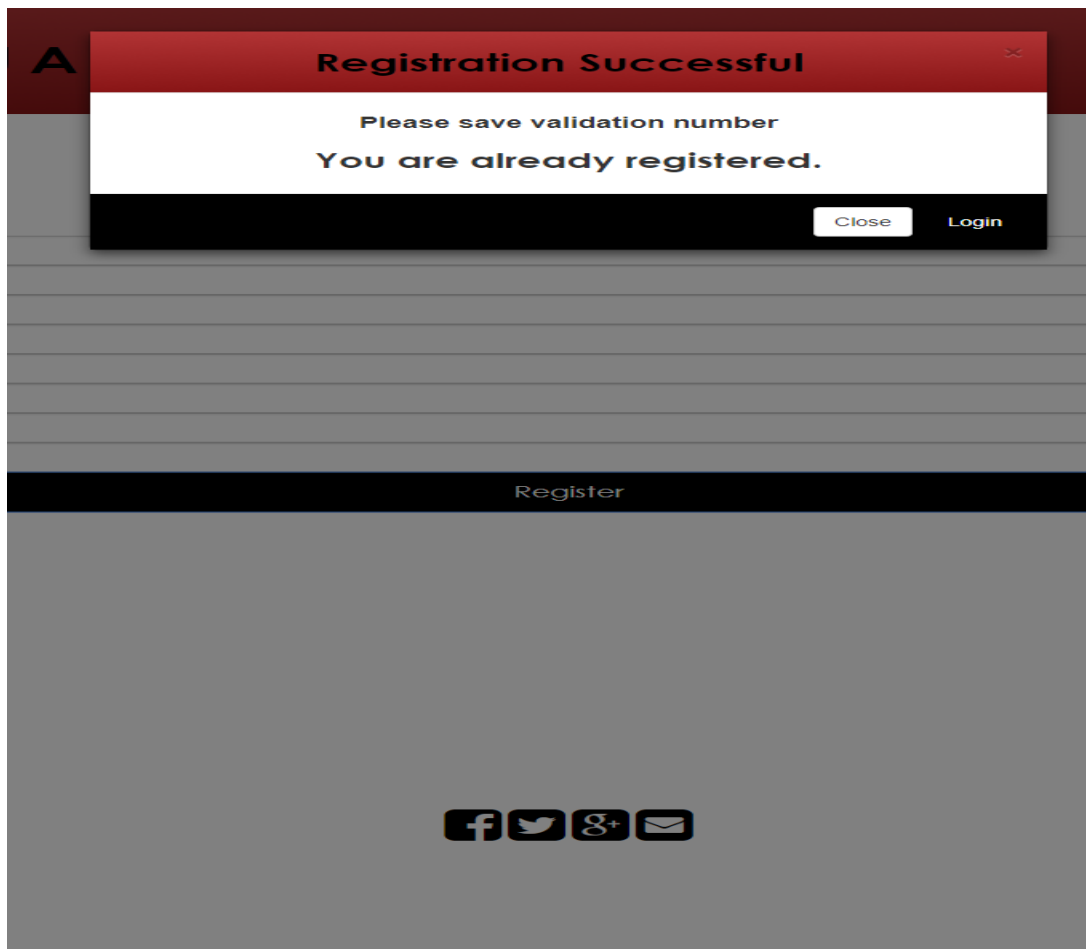 A
Registration Successful
×
Please save validation number
You are already registered.
Close
Login
Register